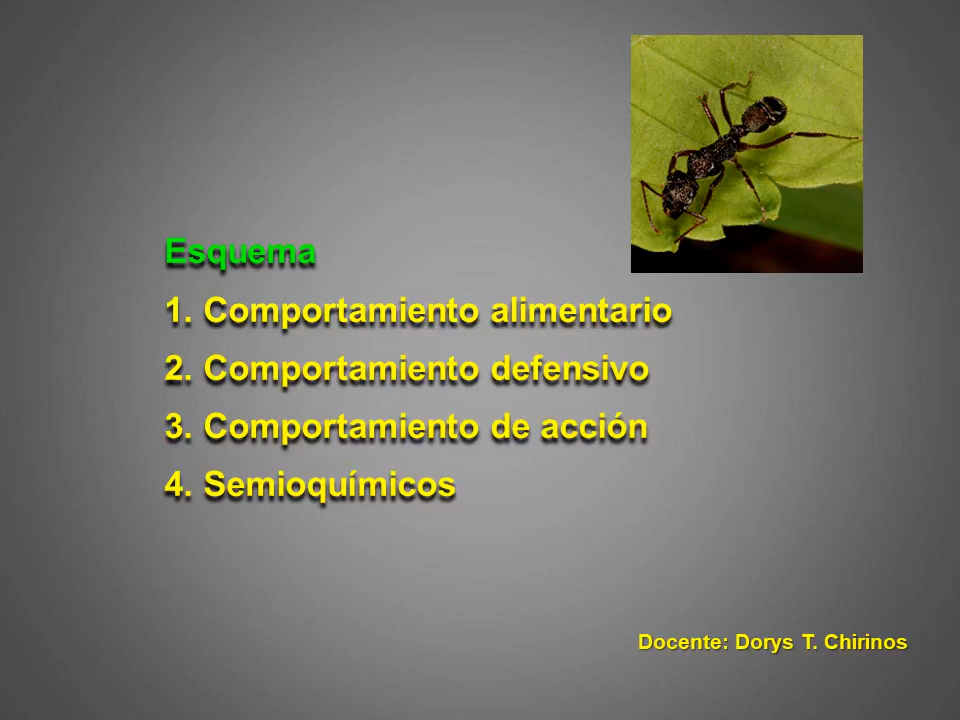 Esquema
1. Comportamiento alimentario
2. Comportamiento defensivo
3. Comportamiento de acción
4. Semioquímicos
Docente: Dorys T. Chirinos